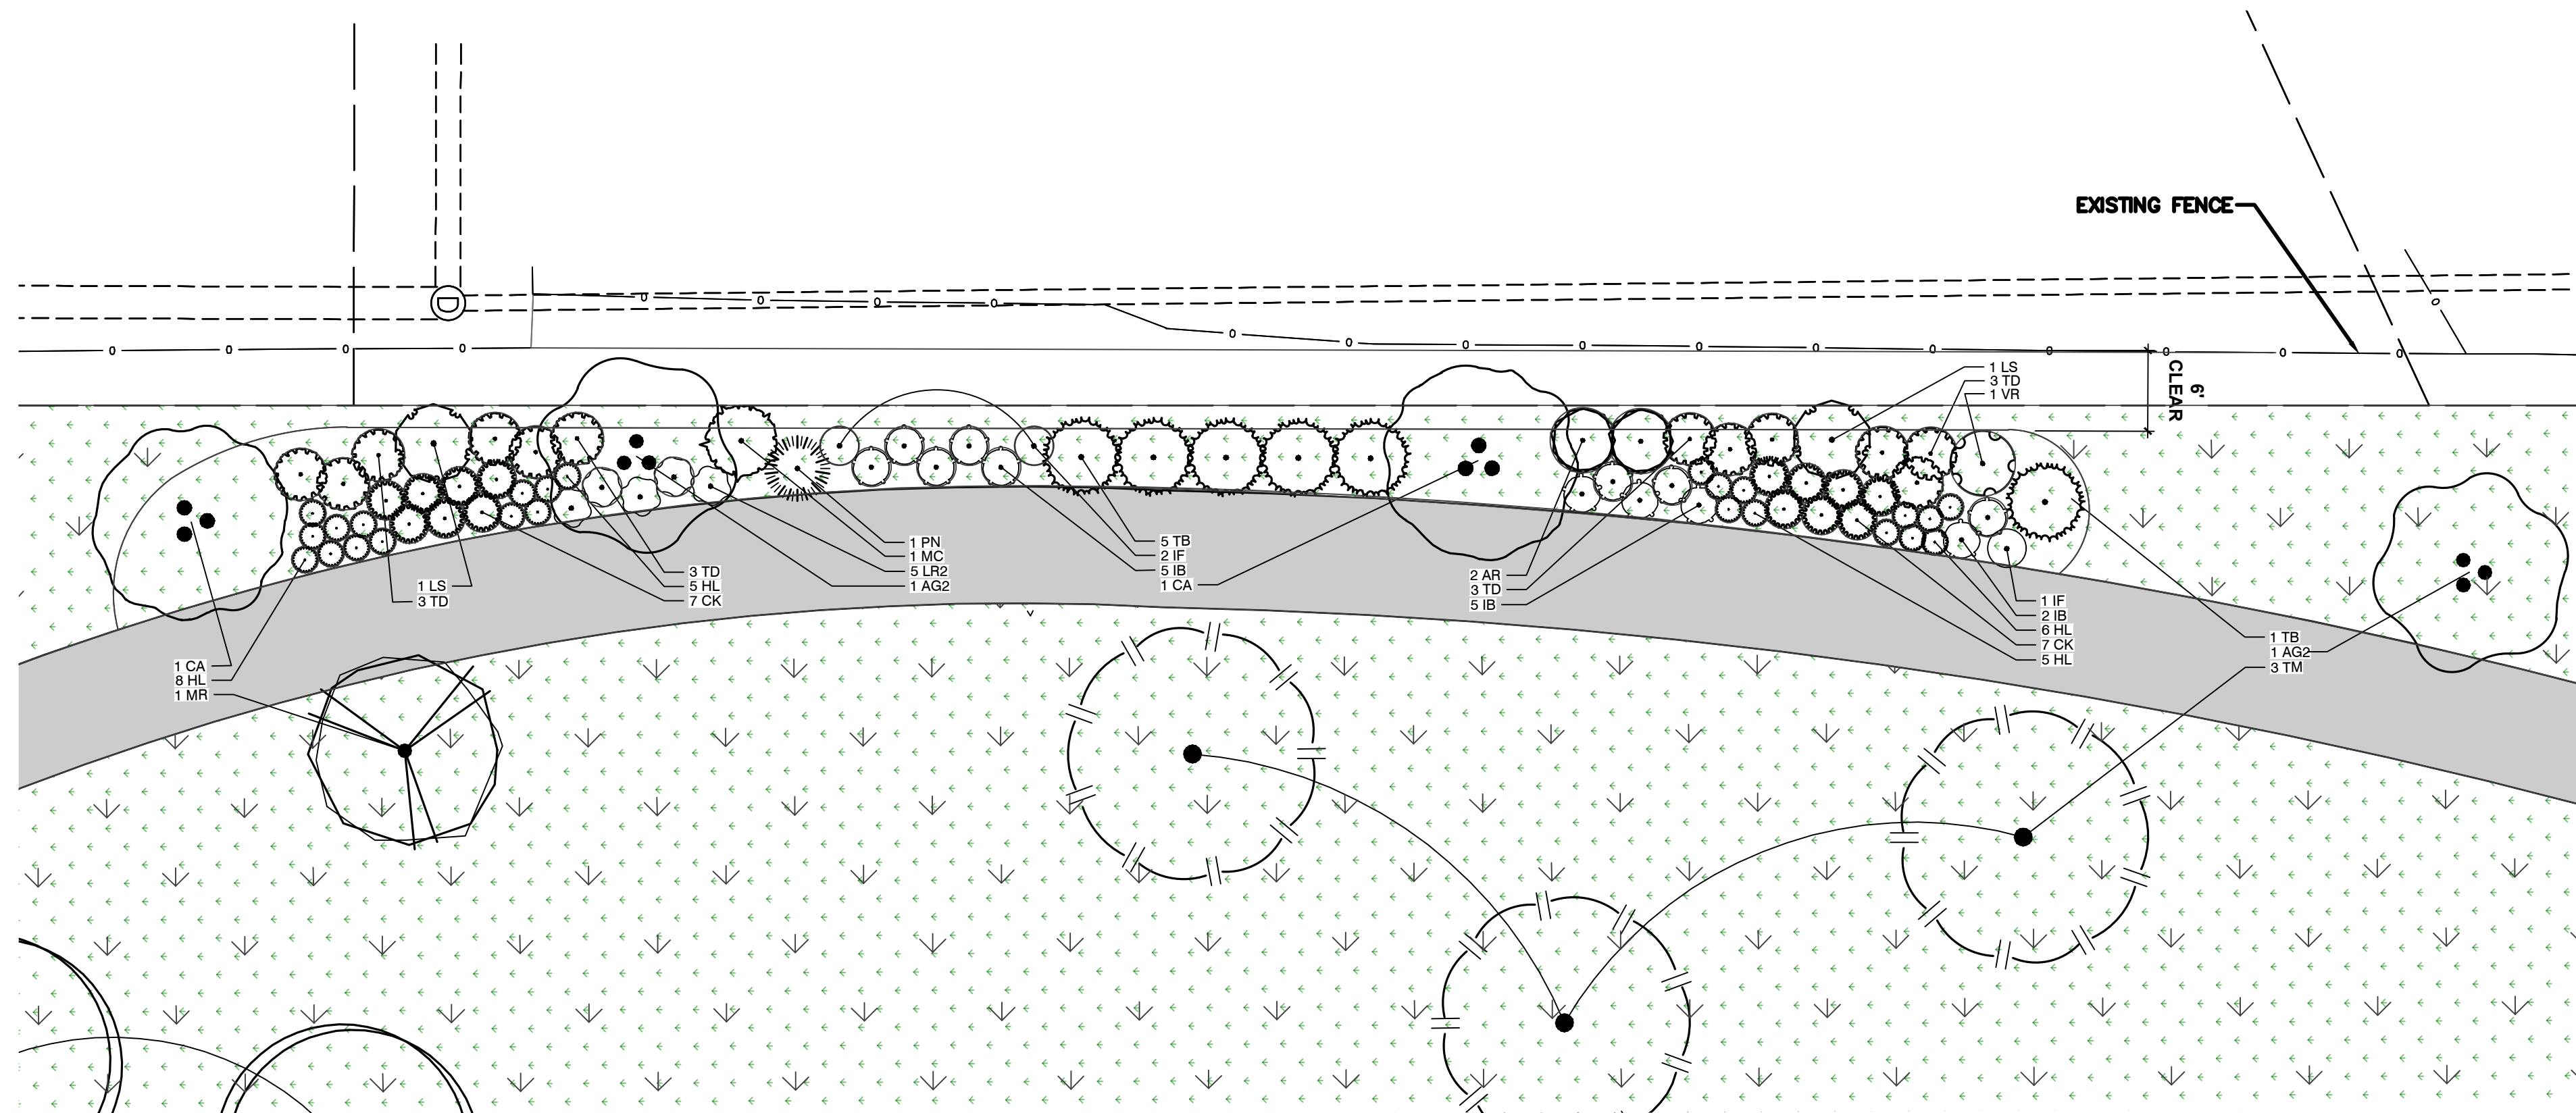 EXISTING FENCE
6'
CLEAR
1 LS
3 TD
1 VR
1 LS
3 TD
3 TD
5 HL
7 CK
1 PN
1 MC
5 LR2
1 AG2
5 TB
2 IF
5 IB
1 CA
2 AR
3 TD
5 IB
1 IF
2 IB
6 HL
7 CK
5 HL
1 TB
1 AG2
3 TM
1 CA
8 HL
1 MR